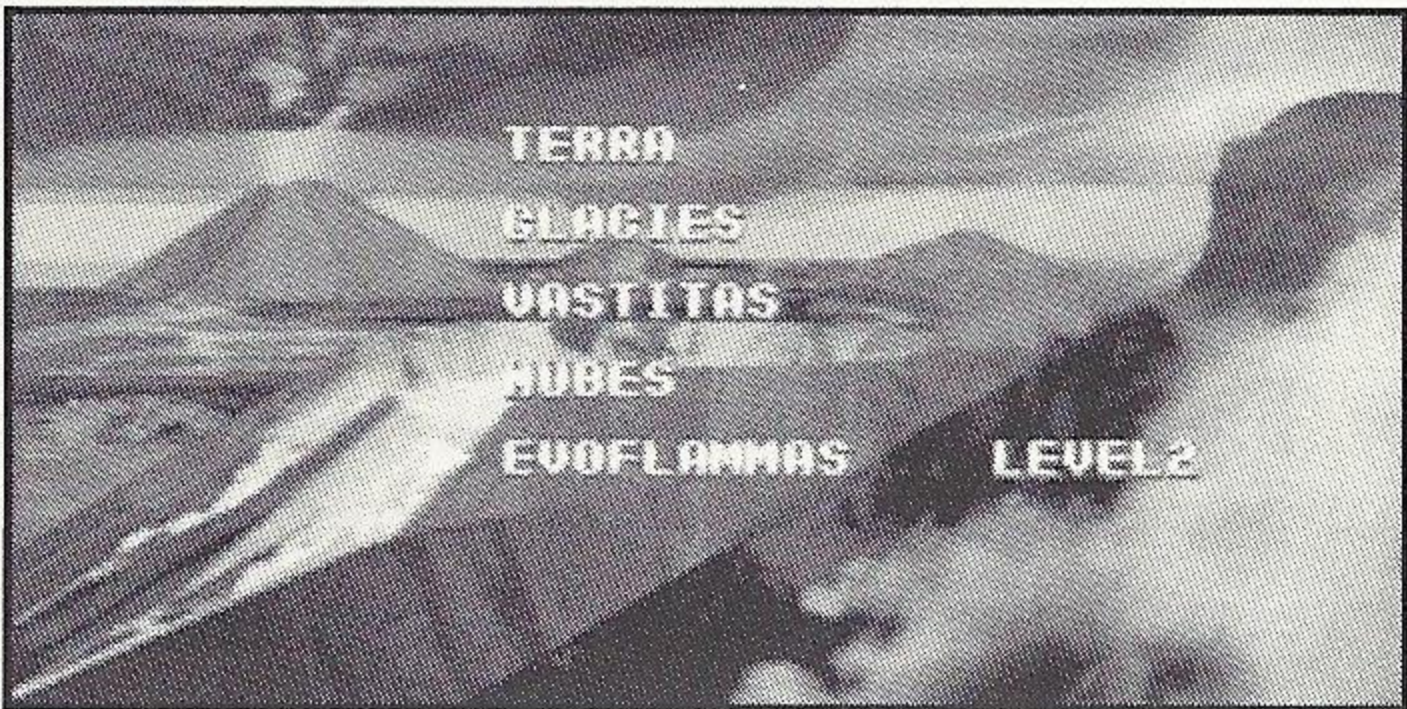 TERRA
GLACIES
VASTITAS
NUBES
EVOFLAMMAS LEVEL2